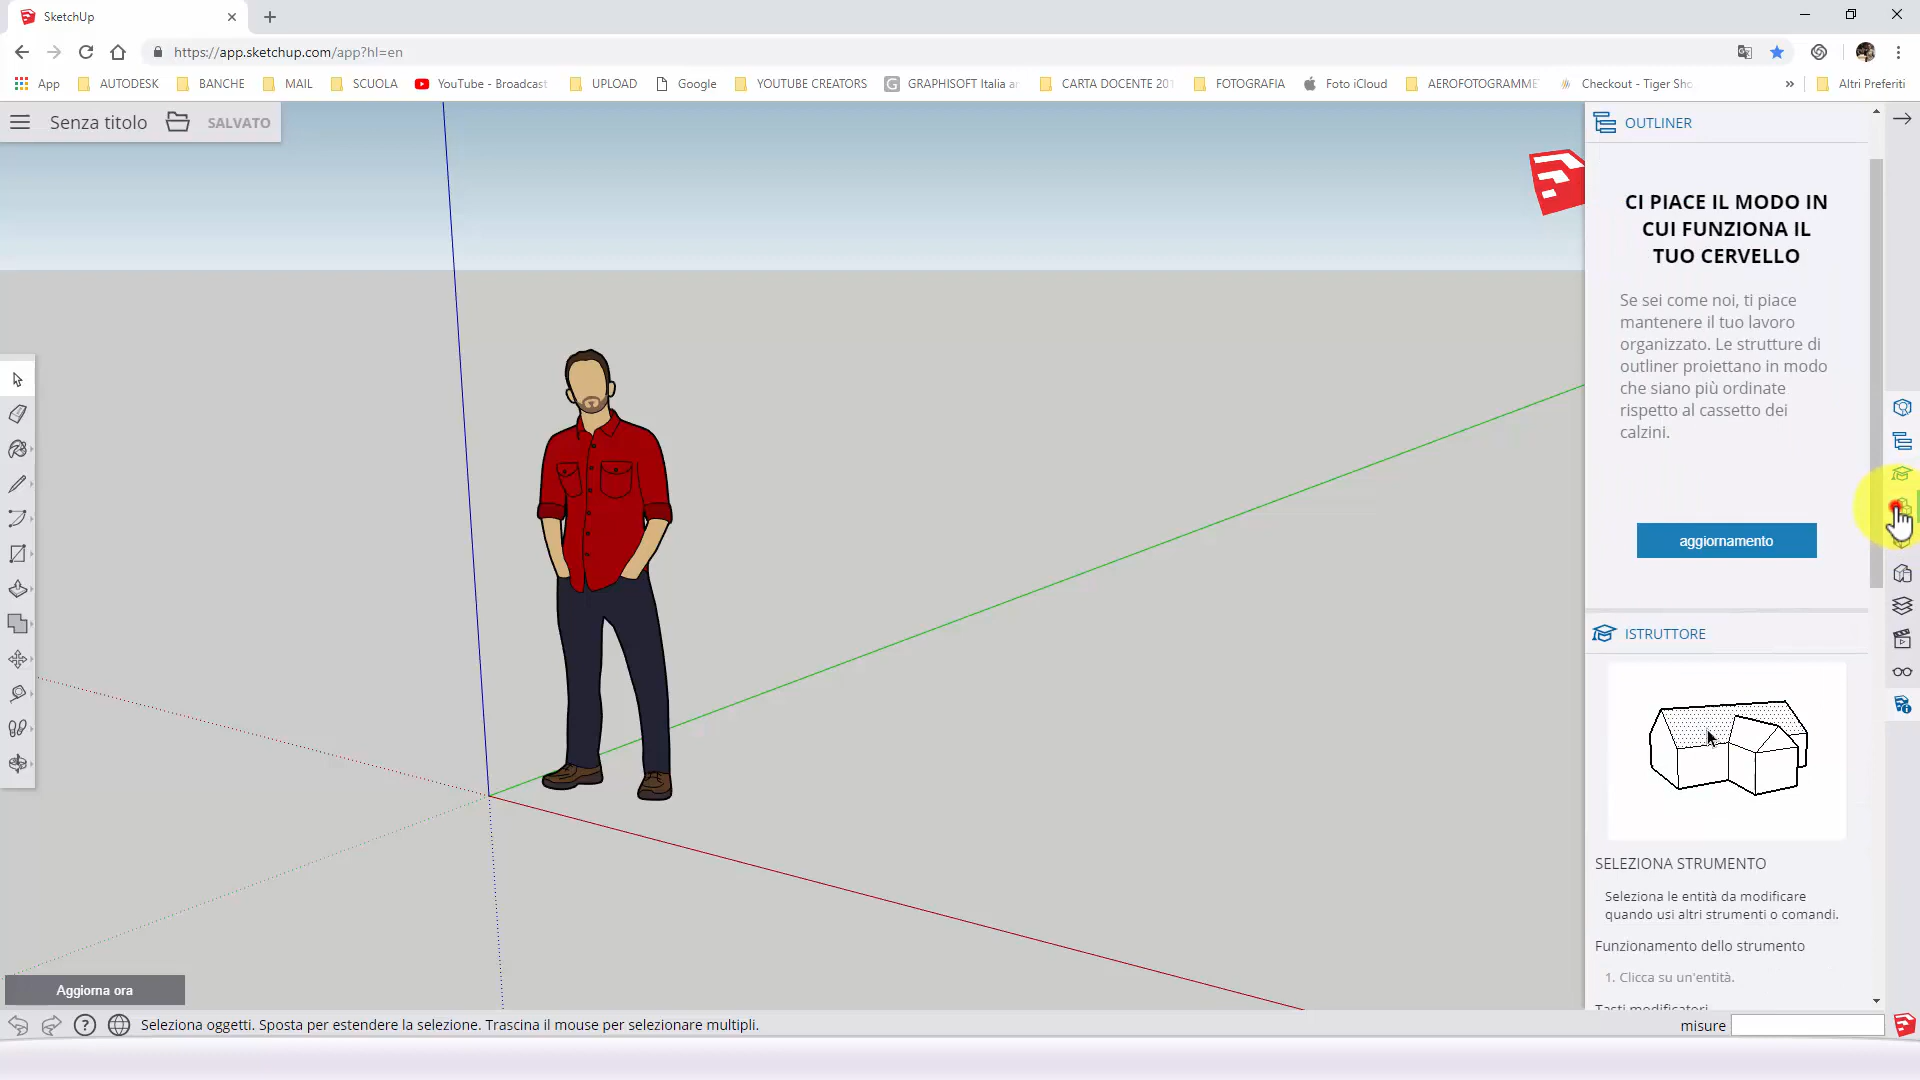 SketchUp
https://app.sketchup.com/app?hl=en
App AUTODESK BANCHE MAIL SCUOLA YouTube - Broadcast UPLOAD Google YOUTUBE CREATORS GRAPHISOFT Italia CARTA DOCENTE FOTOGRAFIA Foto iCloud AEROFOTOGRAMME Checkout - Tiger » Altri Preferiti
Senza titolo SALVATO
OUTLINER
CI PIACE IL MODO IN
CUI FUNZIONA IL
TUO CERVELLO
Se sei come noi, ti piace
mantenere il tuo lavoro
organizzato. Le strutture di
outliner proiettano in modo
che siano più ordinate
rispetto al cassetto dei
calzini.
aggiornamento
ISTRUTTORE
SELEZIONA STRUMENTO
Seleziona le entità da modificare
quando usi altri strumenti o comandi.
Funzionamento dello strumento
1. Clicca su un'entità.
Tasti modificatori
Aggiorna ora
Seleziona oggetti. Sposta per estendere la selezione. Trascina il mouse per selezionare multipli.
misure